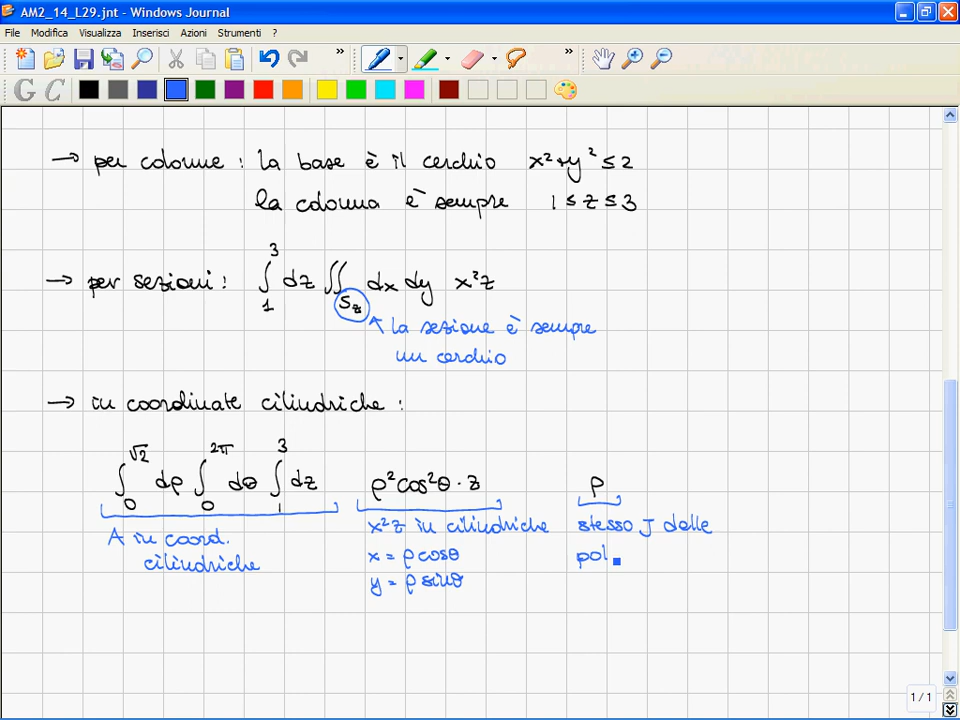 AM2_14_L29.jnt - Windows Journal
File Modifica Visualizza Inserisci Azioni Strumenti ?
→ per colonne : la base è il cerchio x²+y² ≤ 2
la colonna è sempre 1 ≤ z ≤ 3
→ per sezioni : ∫₁³ dz ∬_{S_z} dx dy x²z
↖ la sezione è sempre
un cerchio
→ in coordinate cilindriche :
∫₀^{√2} dρ ∫₀^{2π} dθ ∫₁³ dz ρ²cos²θ · z ρ
A in coord. cilindriche
x²z in cilindriche
x = ρ cosθ
y = ρ sinθ
stesso J delle
pol
1 / 1